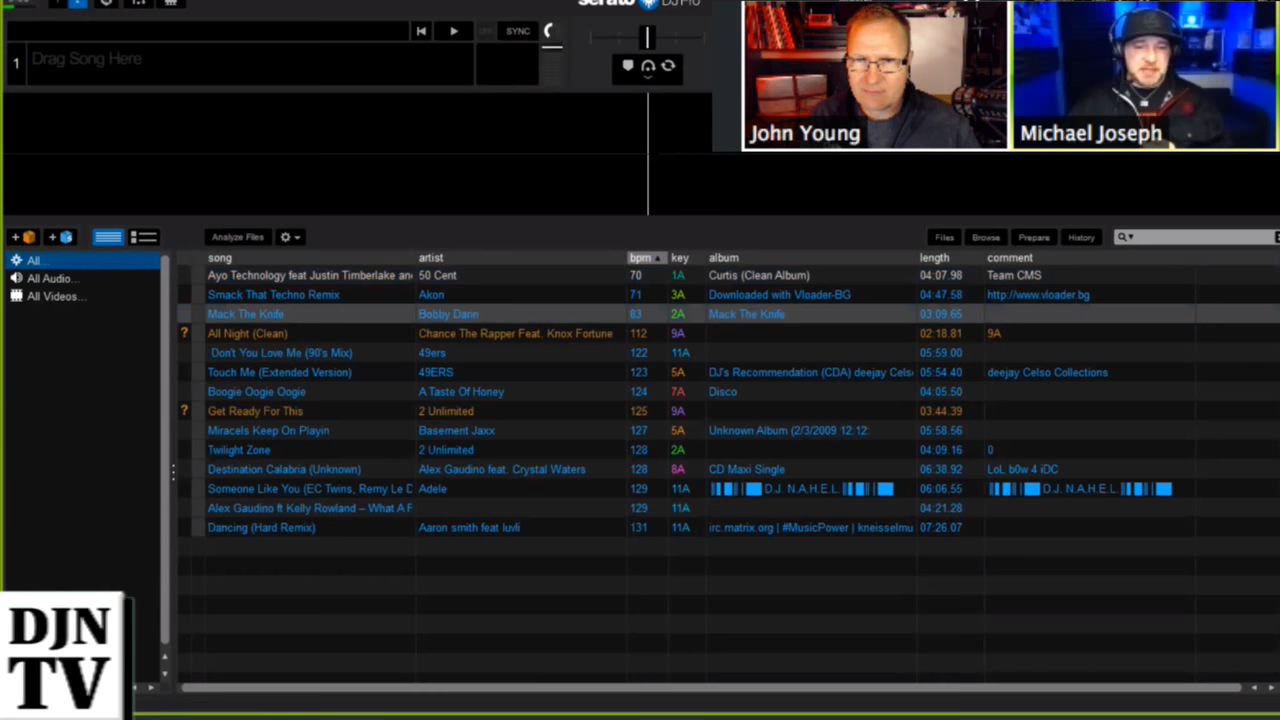 serato DJ Pro
SYNC
1 Drag Song Here
John Young
Michael Joseph
Analyze Files
Files Browse Prepare History
All...
All Audio...
All Videos...
song artist bpm key album length comment
Ayo Technology feat Justin Timberlake and 50 Cent 70 1A Curtis (Clean Album) 04:07.98 Team CMS
Smack That Techno Remix Akon 71 3A Downloaded with Vloader-BG 04:47.58 http://www.vloader.bg
Mack The Knife Bobby Darin 83 2A Mack The Knife 03:09.65
? All Night (Clean) Chance The Rapper Feat. Knox Fortune 112 9A 02:18.81 9A
Don't You Love Me (90's Mix) 49ers 122 11A 05:59.00
Touch Me (Extended Version) 49ERS 123 5A DJ's Recommendation (CDA) deejay Cels 05:54.40 deejay Celso Collections
Boogie Oogie Oogie A Taste Of Honey 124 7A Disco 04:05.50
? Get Ready For This 2 Unlimited 125 9A 03:44.39
Miracels Keep On Playin Basement Jaxx 127 5A Unknown Album (2/3/2009 12:12: 05:58.56
Twilight Zone 2 Unlimited 128 2A 04:09.16 0
Destination Calabria (Unknown) Alex Gaudino feat. Crystal Waters 128 8A CD Maxi Single 06:38.92 LoL b0w 4 iDC
Someone Like You (EC Twins, Remy Le D Adele 129 11A D.J. N.A.H.E.L. 06:06.55 D.J. N.A.H.E.L.
Alex Gaudino ft Kelly Rowland – What A F 129 11A 04:21.28
Dancing (Hard Remix) Aaron smith feat luvli 131 11A irc.matrix.org | #MusicPower | kneisselmu 07:26.07
DJN
TV